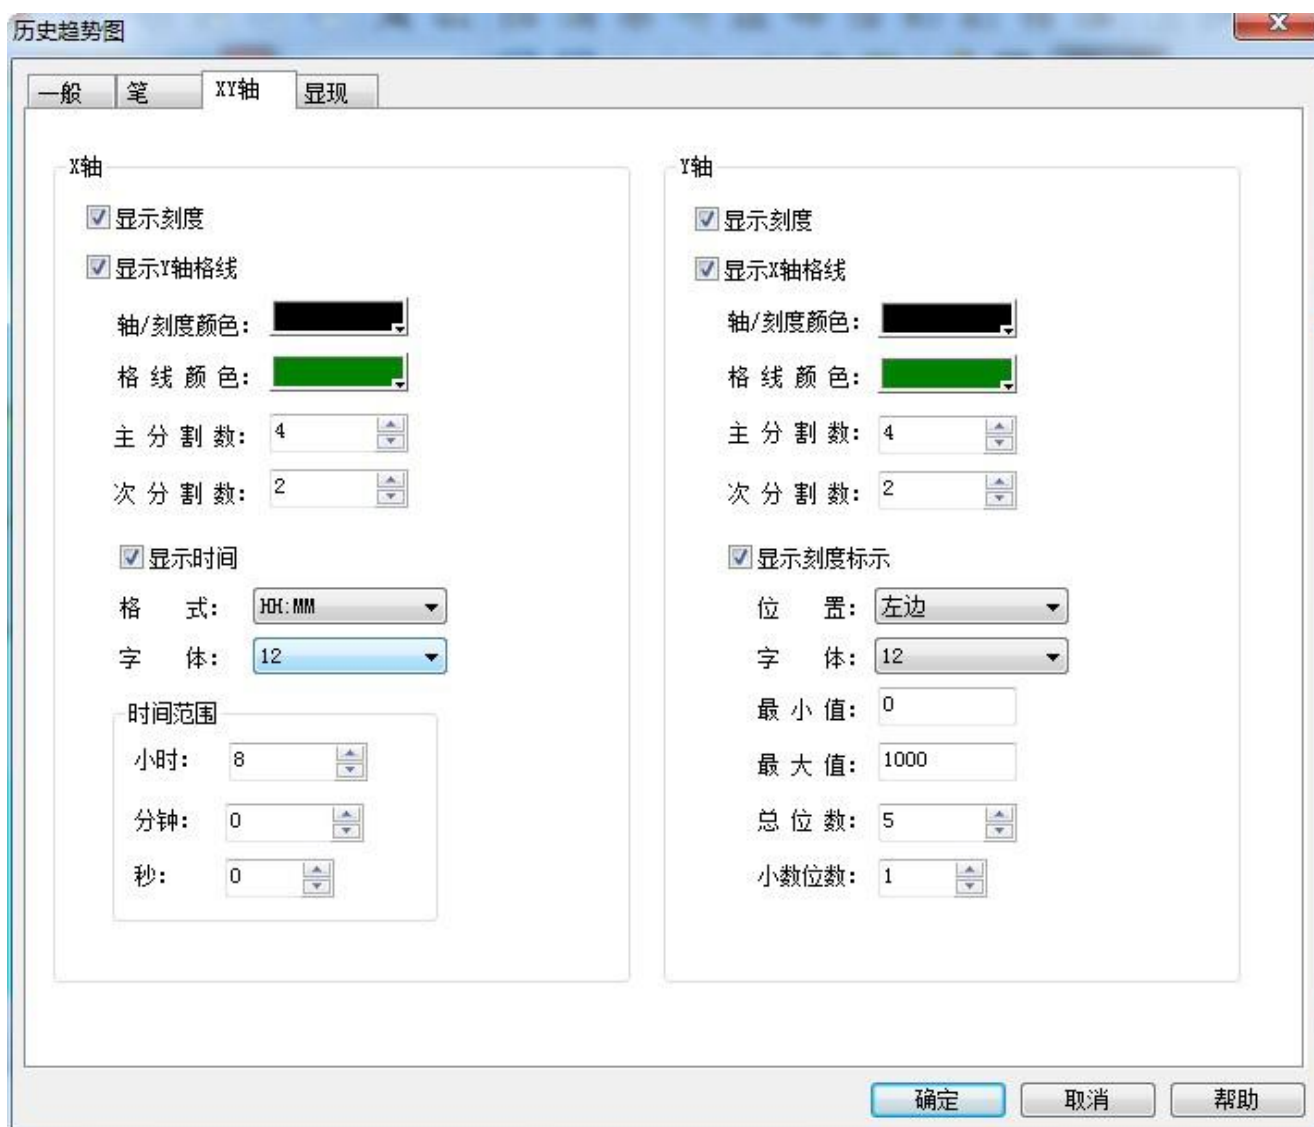 历史趋势图
一般 笔 XY轴 显现
X轴
显示刻度
显示Y轴格线
轴/刻度颜色:
格线颜色:
主分割数: 4
次分割数: 2
显示时间
格式: HH:MM
字体: 12
时间范围
小时: 8
分钟: 0
秒: 0
Y轴
显示刻度
显示X轴格线
轴/刻度颜色:
格线颜色:
主分割数: 4
次分割数: 2
显示刻度标示
位置: 左边
字体: 12
最小值: 0
最大值: 1000
总位数: 5
小数位数: 1
确定 取消 帮助